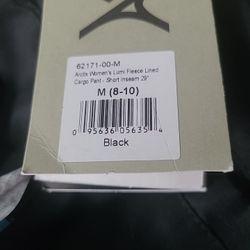 62171-00-M
Arctix Women's Lumi Fleece Lined
Cargo Pant - Short Inseam 29"
M (8-10)
0 95636 05635 4
Black